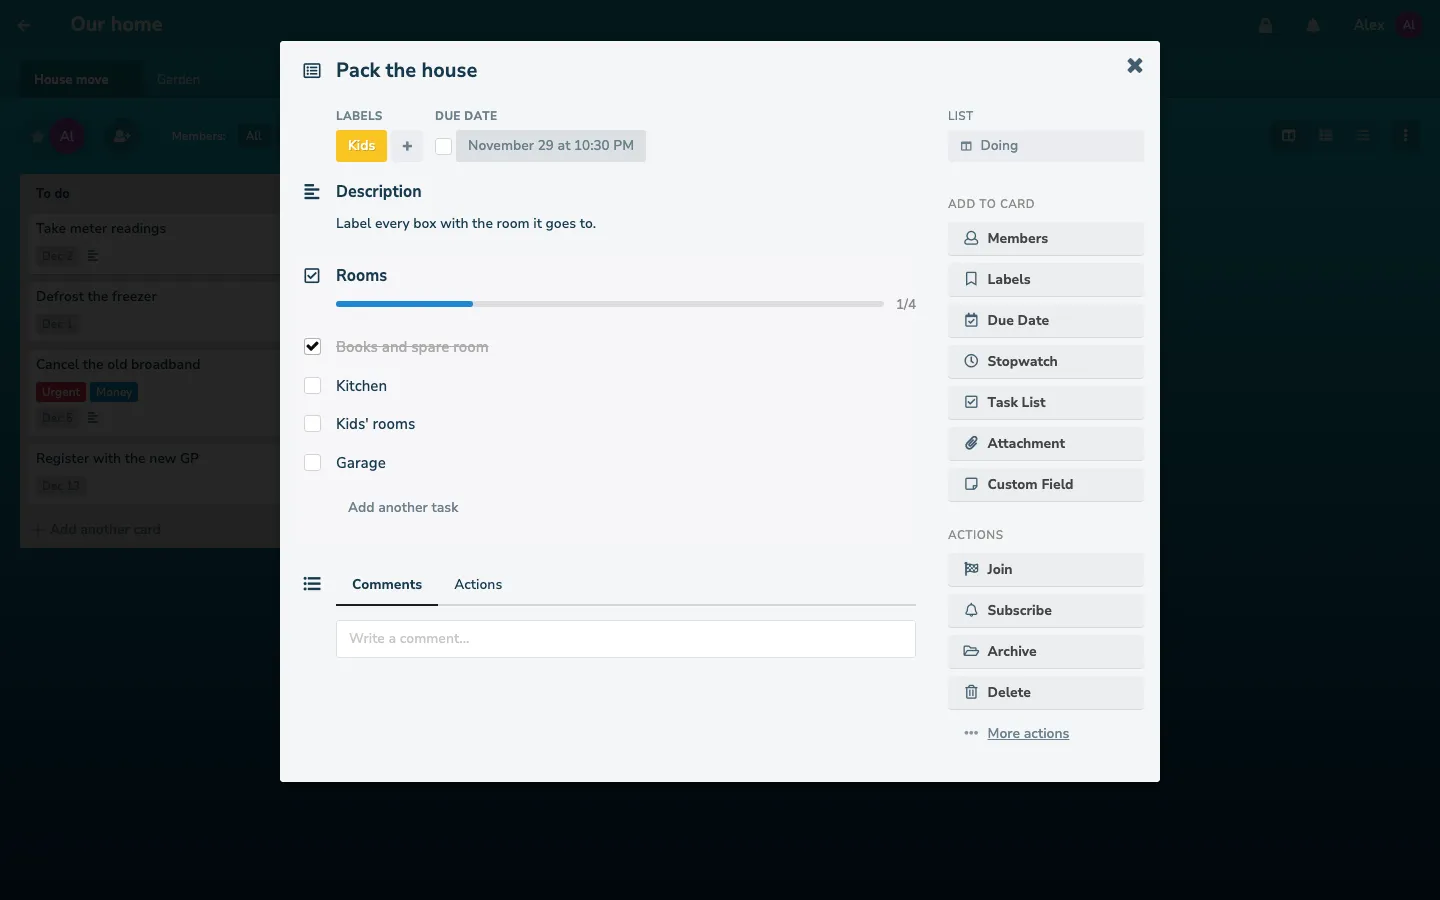 Our home
Alex
Al
House move
Garden
Al
Members:
All
To do
Take meter readings
Dec 2
Defrost the freezer
Dec 1
Cancel the old broadband
Urgent
Money
Dec 5
Register with the new GP
Dec 12
Add another card
Pack the house
LABELS
DUE DATE
Kids
+
November 29 at 10:30 PM
Description
Label every box with the room it goes to.
Rooms
1/4
Books and spare room
Kitchen
Kids' rooms
Garage
Add another task
Comments
Actions
Write a comment...
LIST
Doing
ADD TO CARD
Members
Labels
Due Date
Stopwatch
Task List
Attachment
Custom Field
ACTIONS
Join
Subscribe
Archive
Delete
More actions